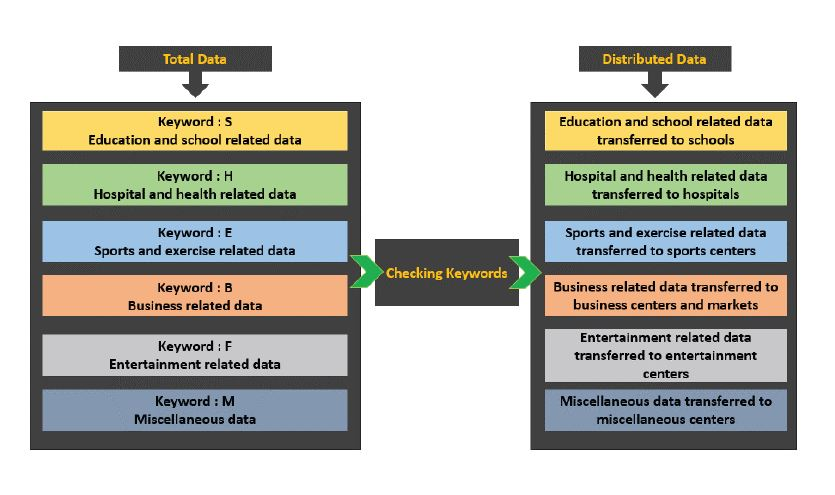 Total Data
Keyword : S
Education and school related data
Keyword : H
Hospital and health related data
Keyword : E
Sports and exercise related data
Keyword : B
Business related data
Keyword : F
Entertainment related data
Keyword : M
Miscellaneous data
Checking Keywords
Distributed Data
Education and school related data
transferred to schools
Hospital and health related data
transferred to hospitals
Sports and exercise related data
transferred to sports centers
Business related data transferred to
business centers and markets
Entertainment related data
transferred to entertainment
centers
Miscellaneous data transferred to
miscellaneous centers